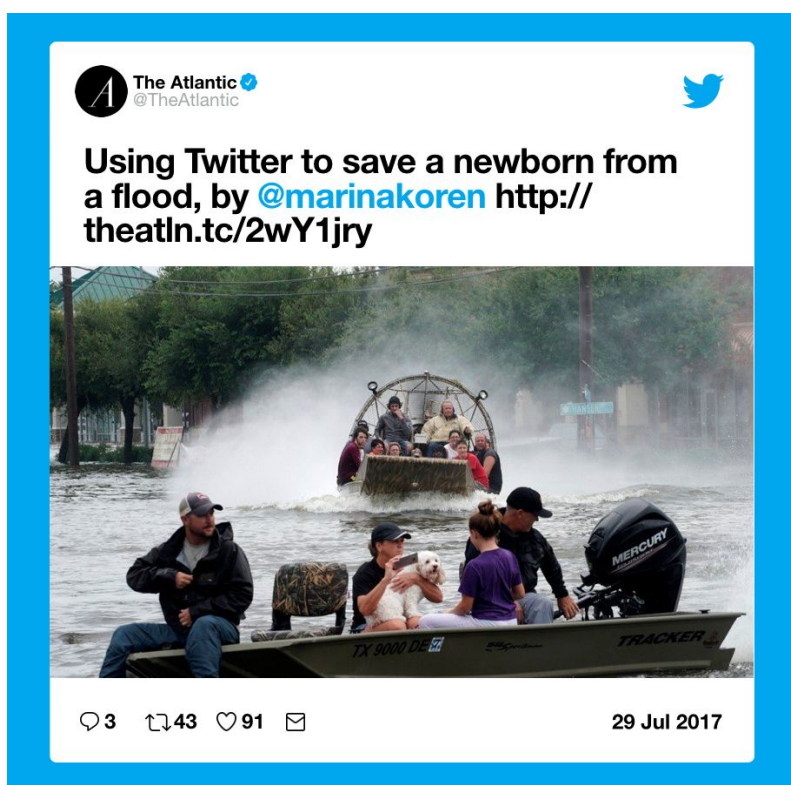 The Atlantic
@TheAtlantic
Using Twitter to save a newborn from
a flood, by @marinakoren http://
theatln.tc/2wY1jry
MERCURY
TX 9000 DE
TRACKER
3 43 91
29 Jul 2017